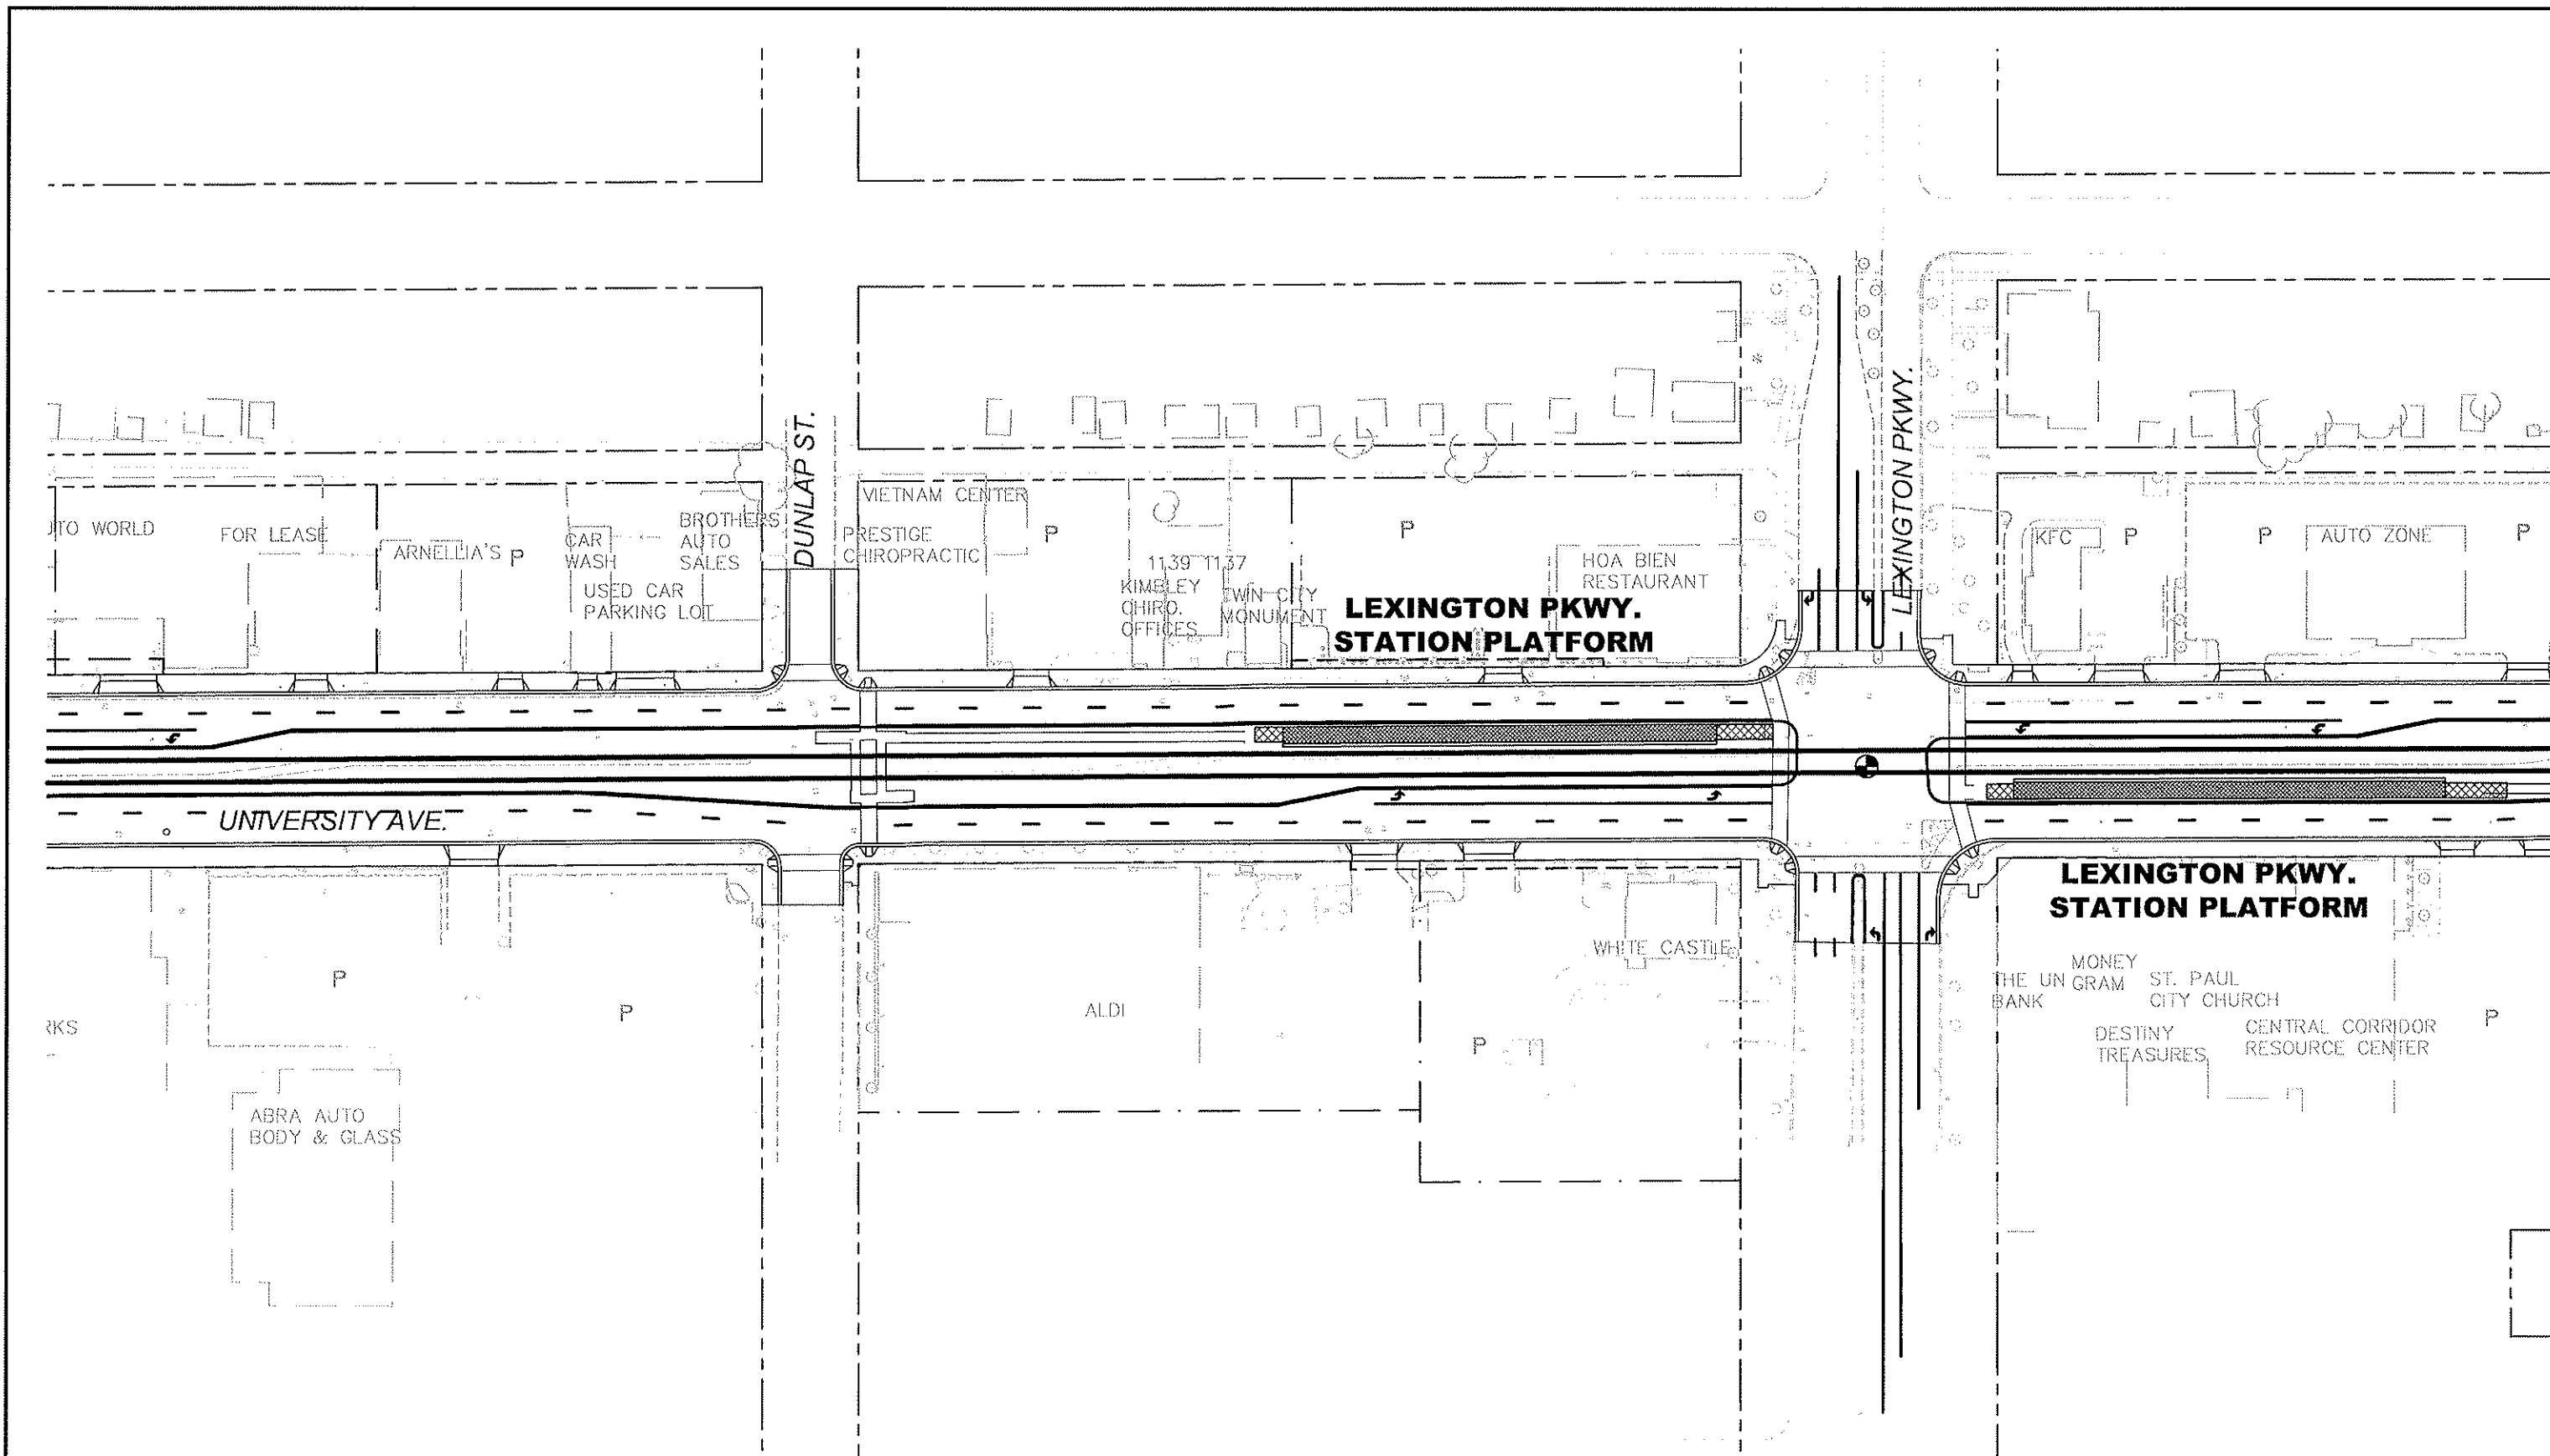 DUNLAP ST.
LEXINGTON PKWY.
VIETNAM CENTER
TO WORLD
FOR LEASE
ARNELLIA'S
P
CAR
WASH
BROTHERS
AUTO
SALES
USED CAR
PARKING LOT
PRESTIGE
CHIROPRACTIC
P
1139 1137
KIMBLEY
CHIRO.
OFFICES
TWIN CITY
MONUMENT
P
HOA BIEN
RESTAURANT
LEXINGTON PKWY.
STATION PLATFORM
KFC
P
P
AUTO ZONE
P
UNIVERSITY AVE.
LEXINGTON PKWY.
STATION PLATFORM
P
P
RKS
ABRA AUTO
BODY & GLASS
ALDI
WHITE CASTLE
P
THE UN
BANK
MONEY
GRAM
ST. PAUL
CITY CHURCH
DESTINY
TREASURES
CENTRAL CORRIDOR
RESOURCE CENTER
P